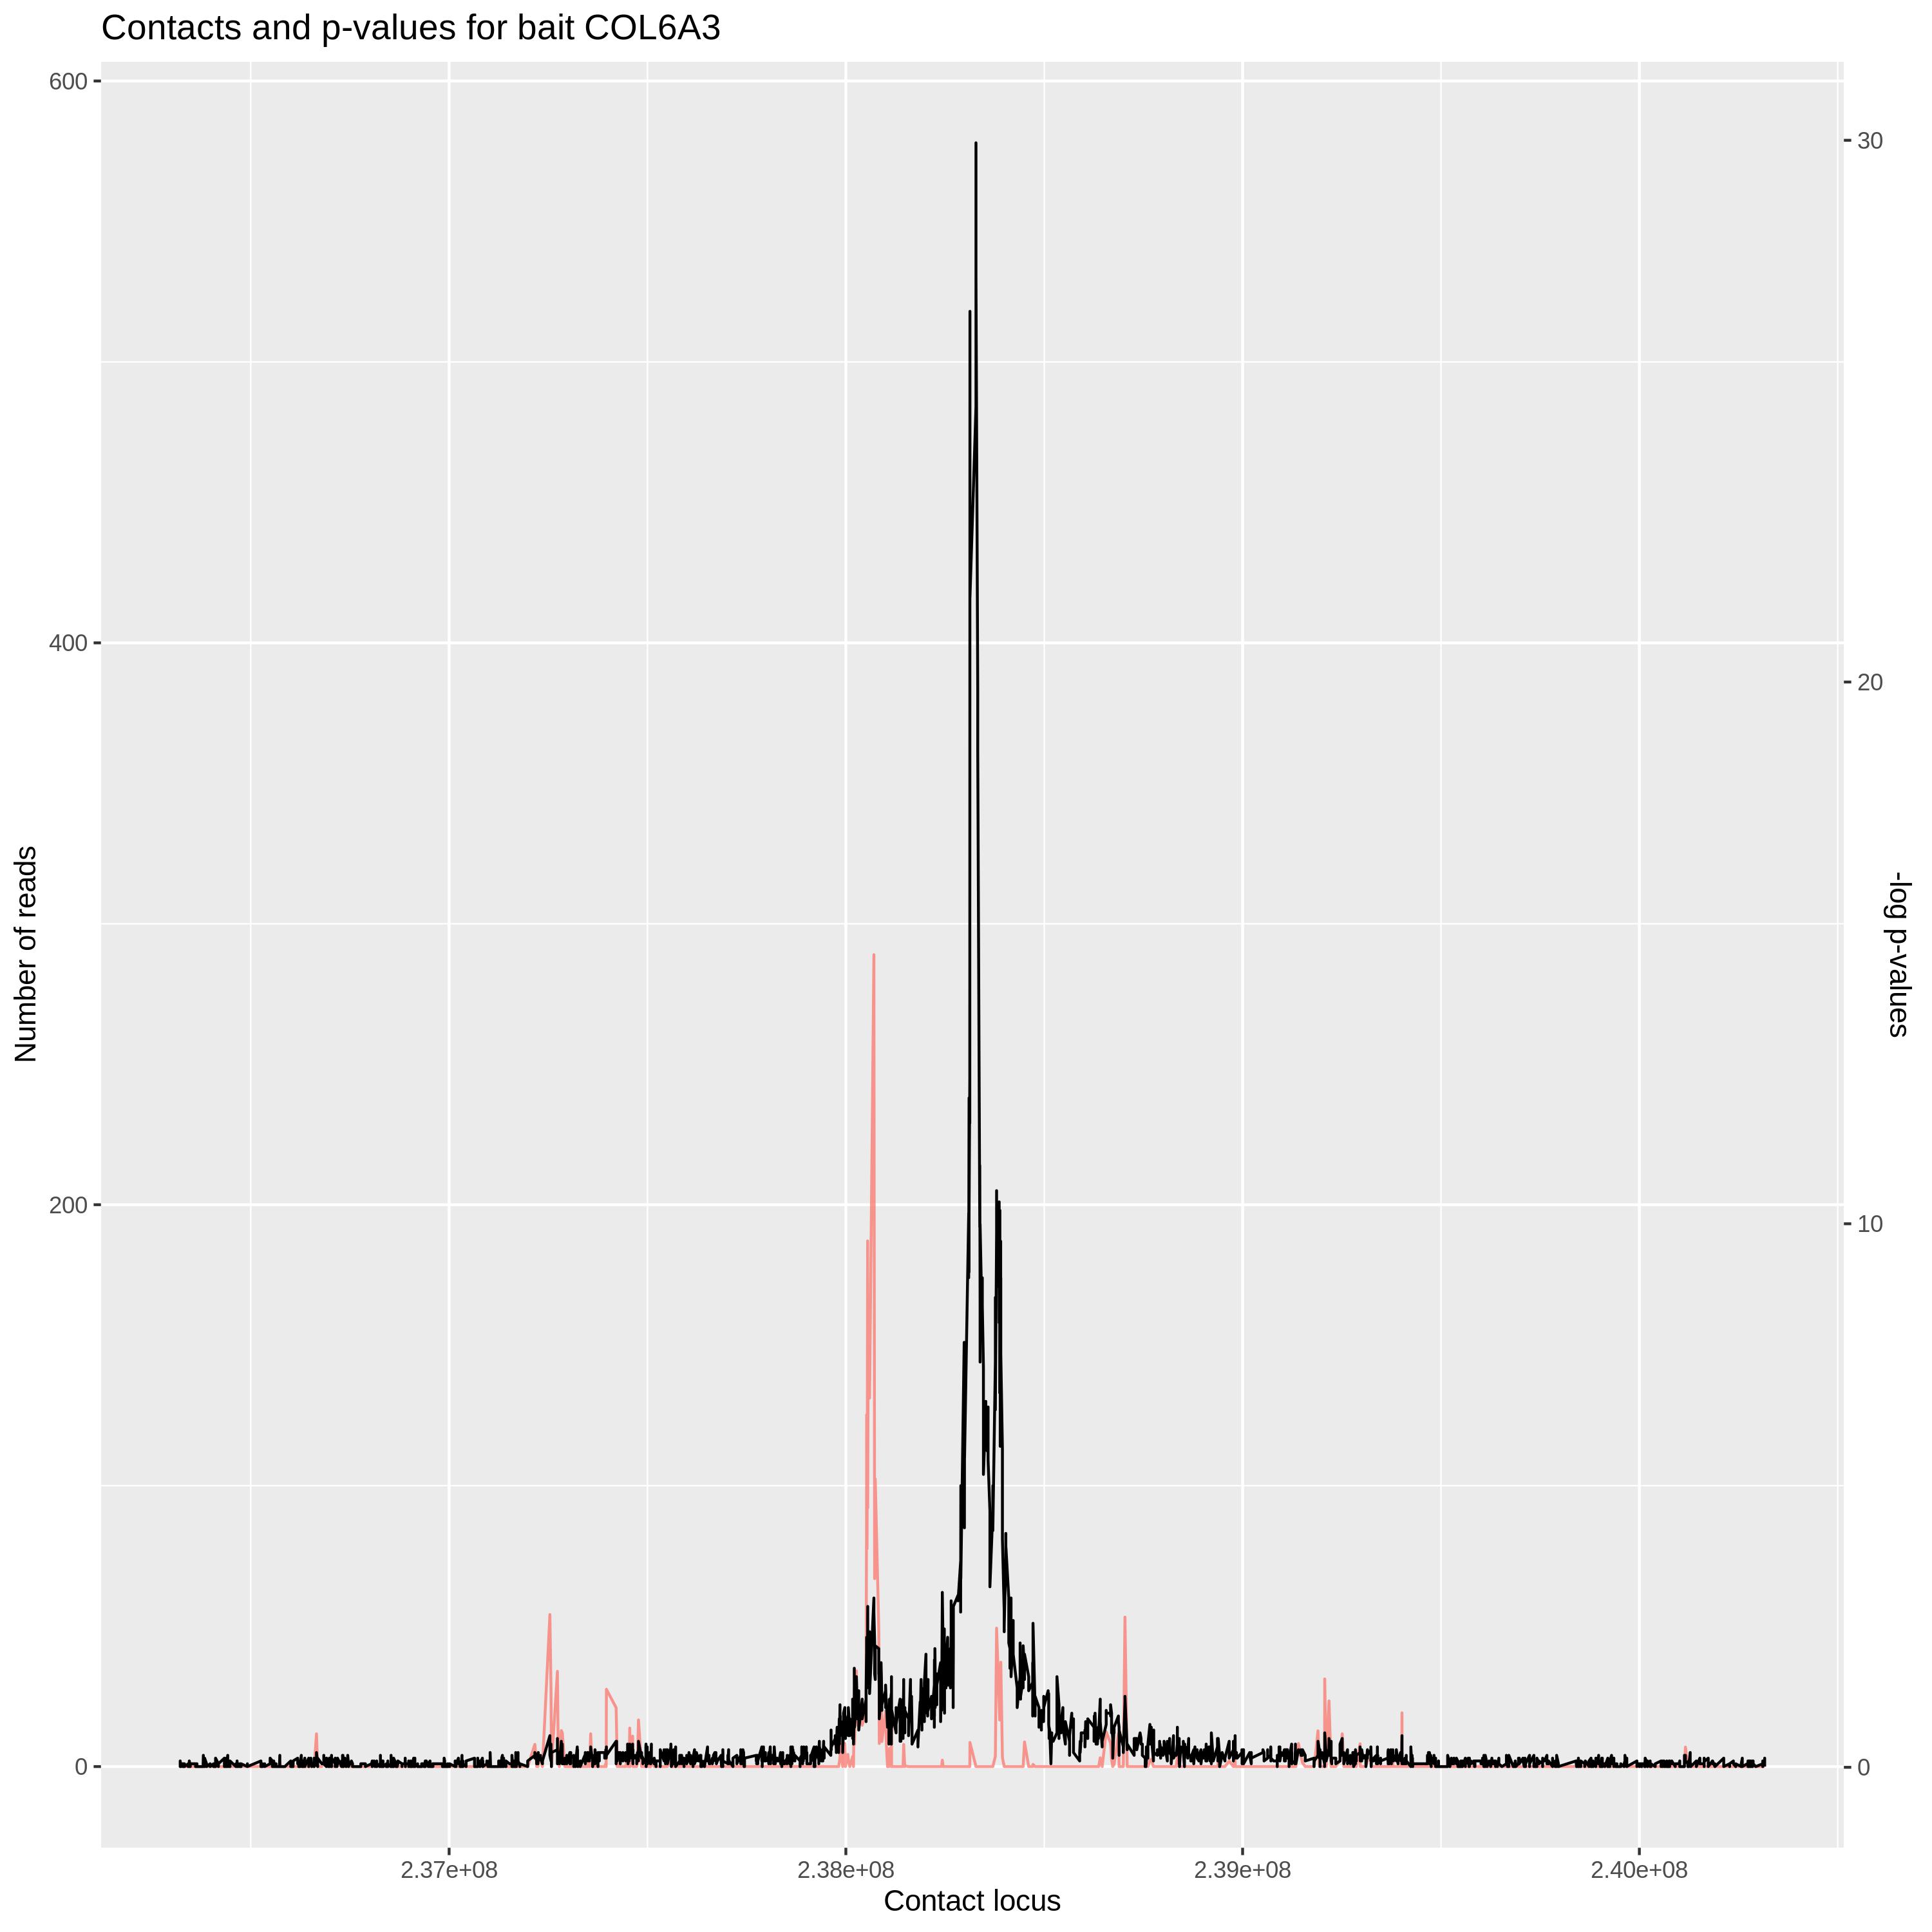 Contacts and p-values for bait COL6A3
600
400
200
0
Number of reads
30
20
10
0
-log p-values
2.37e+08
2.38e+08
2.39e+08
2.40e+08
Contact locus